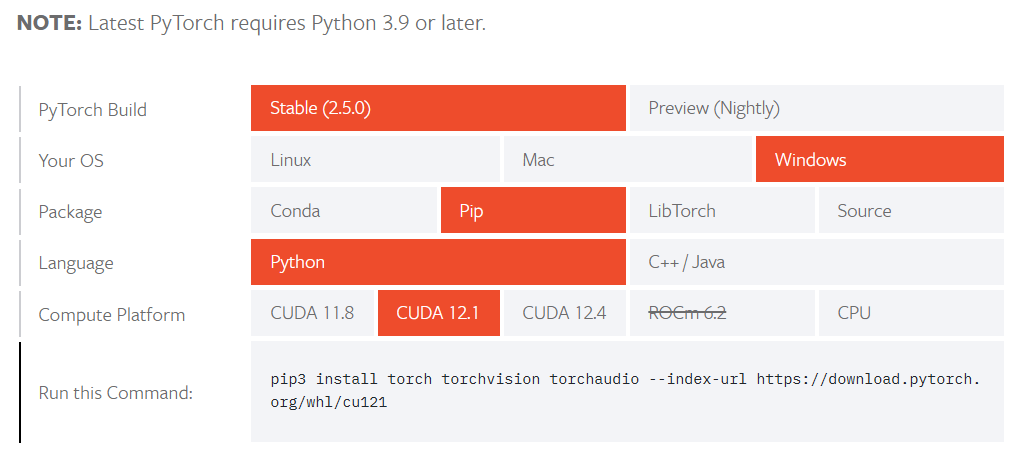 NOTE: Latest PyTorch requires Python 3.9 or later.
PyTorch Build
Stable (2.5.0)
Preview (Nightly)
Your OS
Linux
Mac
Windows
Package
Conda
Pip
LibTorch
Source
Language
Python
C++ / Java
Compute Platform
CUDA 11.8
CUDA 12.1
CUDA 12.4
ROCm 6.2
CPU
Run this Command:
pip3 install torch torchvision torchaudio --index-url https://download.pytorch.
org/whl/cu121